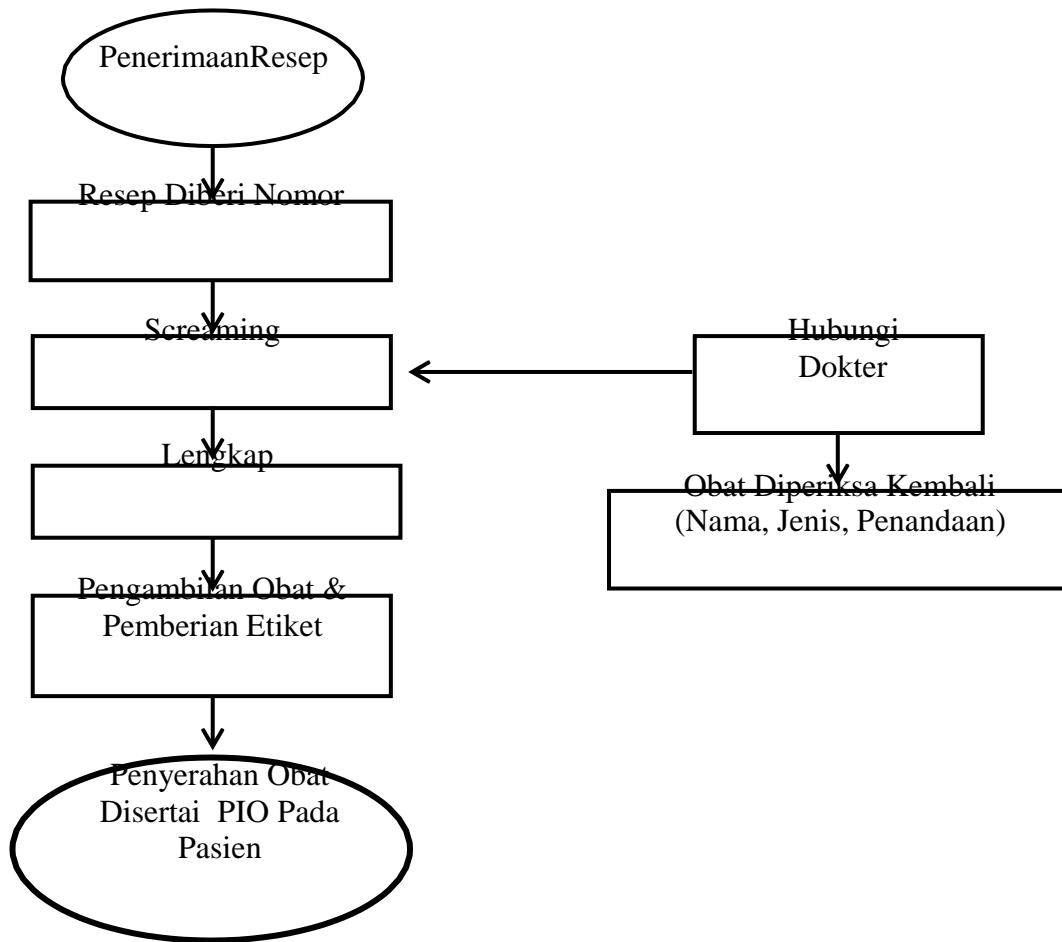 PenerimaanResep
Resep Diberi Nomor
Screaming
Lengkap
Pengambilan Obat &
Pemberian Etiket
Penyerahan Obat
Disertai PIO Pada
Pasien
Hubungi
Dokter
Obat Diperiksa Kembali
(Nama, Jenis, Penandaan)